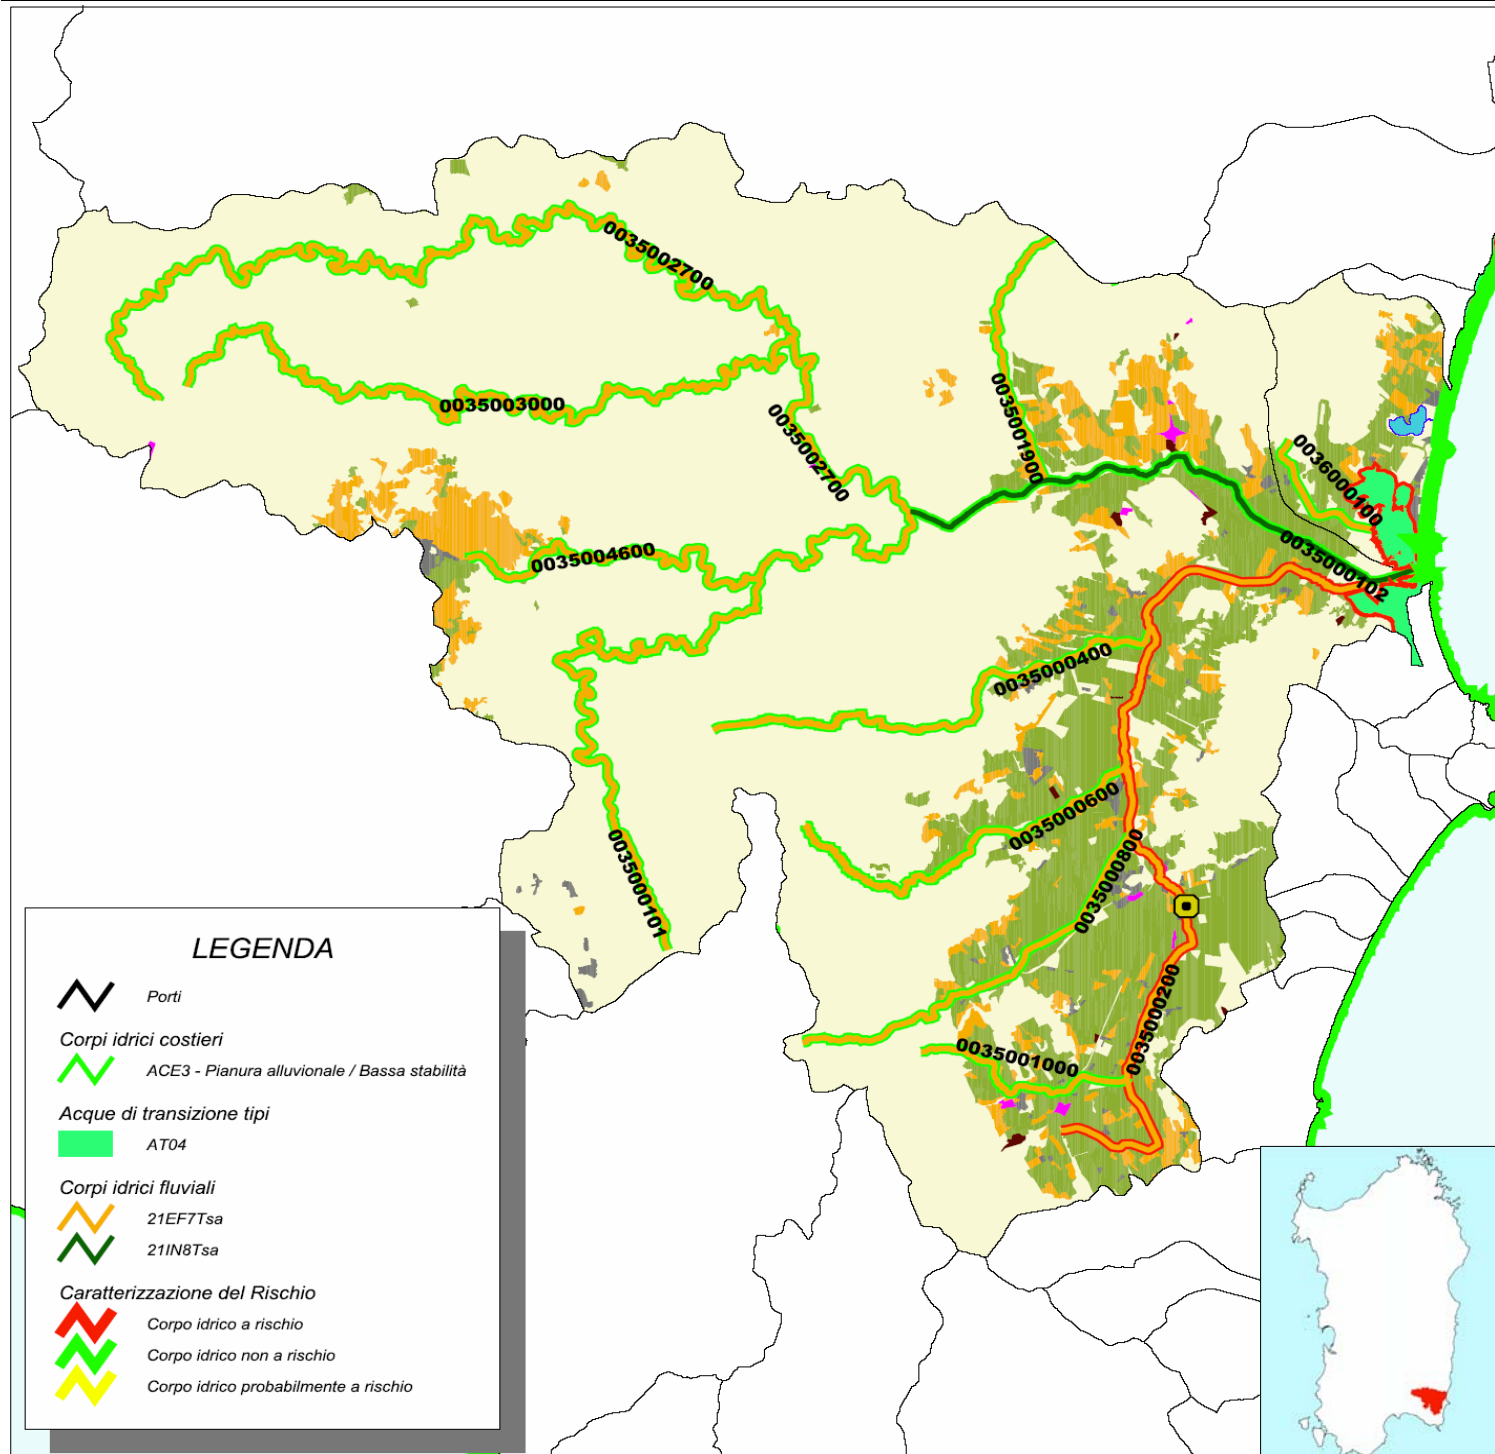 0035002700
0035003000
0035002700
0035001900
0036000100
0035000102
0035004600
0035000400
0035000600
0035000800
0035000101
0035000200
0035001000
LEGENDA
Porti
Corpi idrici costieri
ACE3 - Pianura alluvionale / Bassa stabilità
Acque di transizione tipi
AT04
Corpi idrici fluviali
21EF7Tsa
21IN8Tsa
Caratterizzazione del Rischio
Corpo idrico a rischio
Corpo idrico non a rischio
Corpo idrico probabilmente a rischio